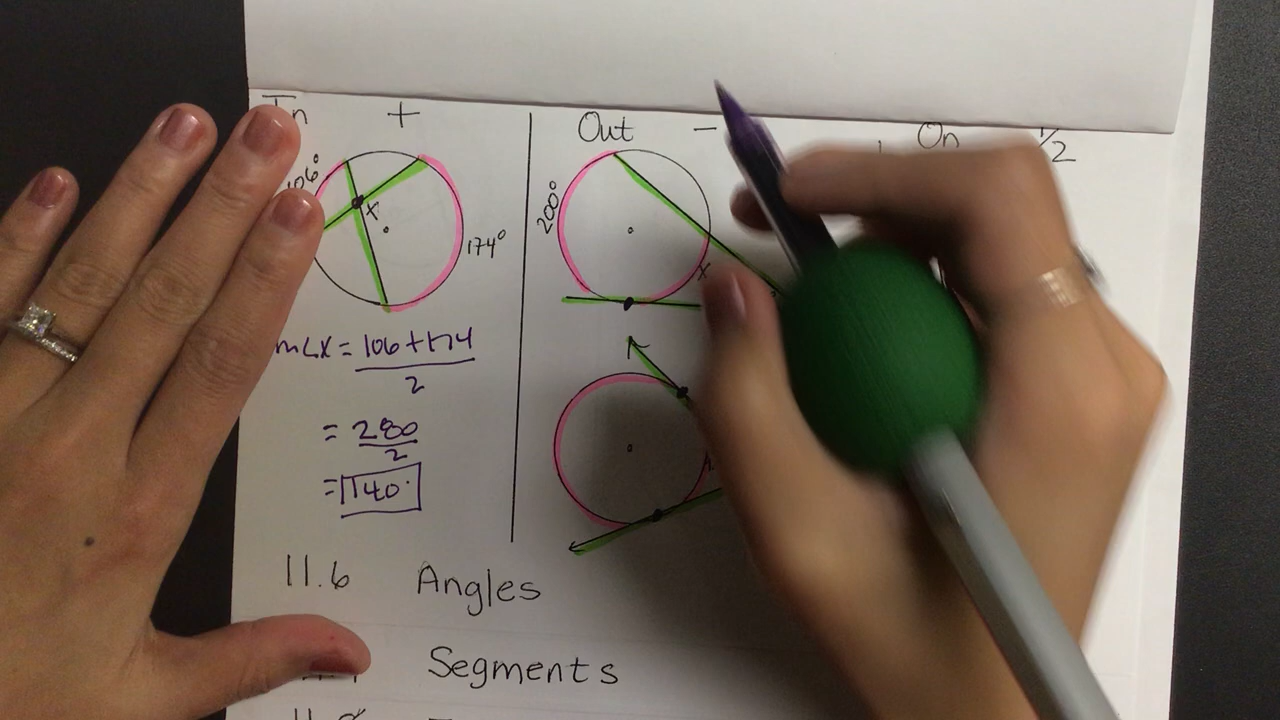 In +
106°
x
174°
m∠X = 106+174
2
= 280
2
= 140°
Out -
200°
x
On 1/2
11.6 Angles
Segments